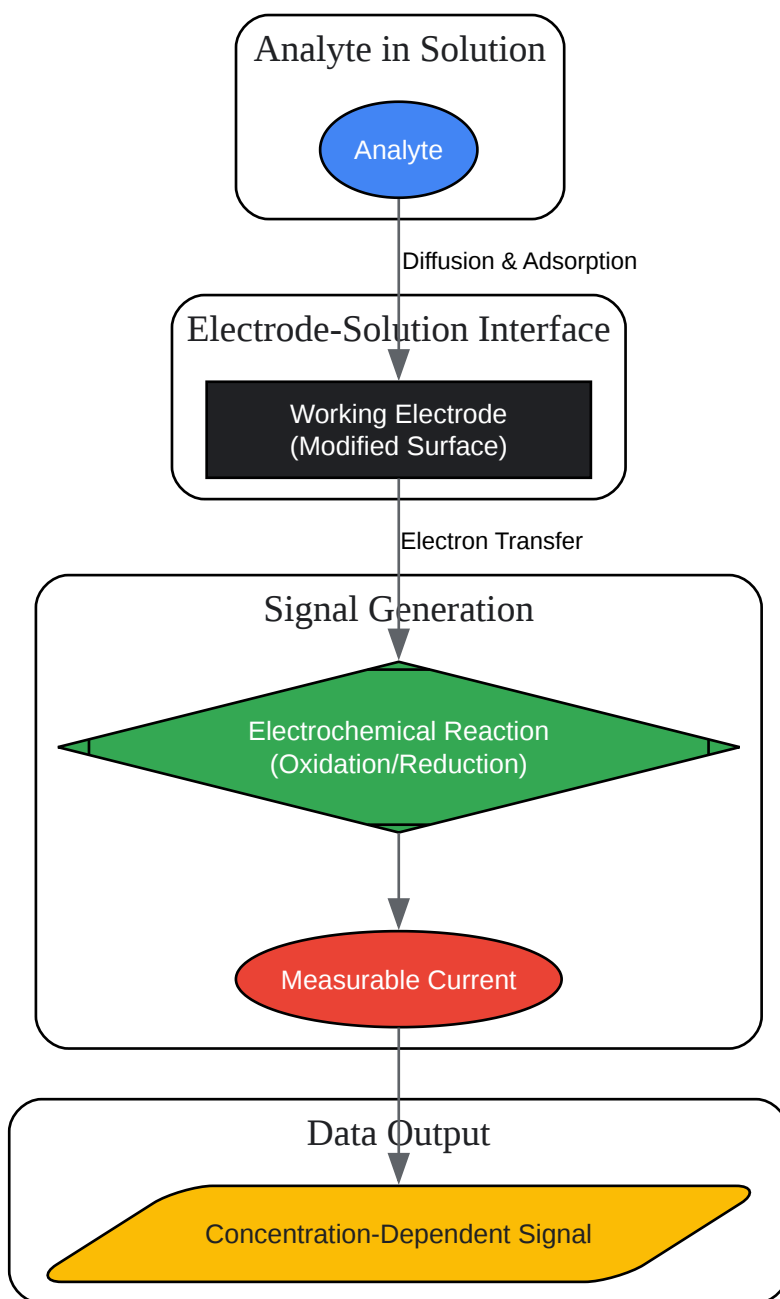 Analyte in Solution
Analyte
Diffusion & Adsorption
Electrode-Solution Interface
Working Electrode
(Modified Surface)
Electron Transfer
Signal Generation
Electrochemical Reaction
(Oxidation/Reduction)
Measurable Current
Data Output
Concentration-Dependent Signal